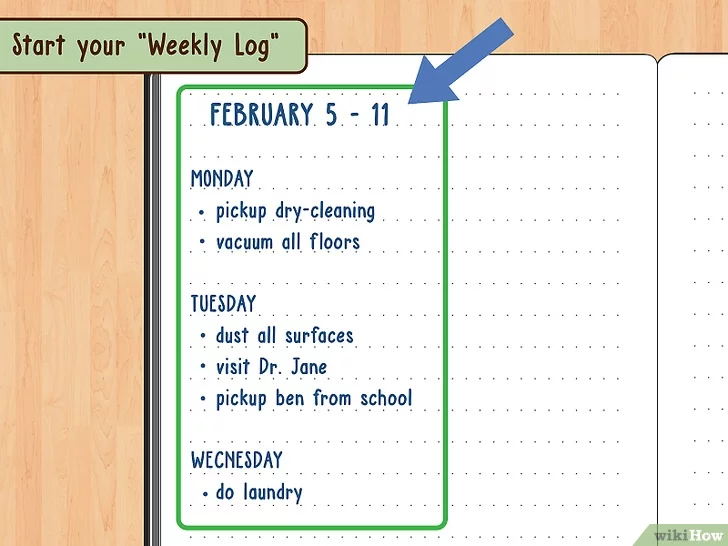 Start your "Weekly Log"
FEBRUARY 5 - 11
MONDAY
• pickup dry-cleaning
• vacuum all floors
TUESDAY
• dust all surfaces
• visit Dr. Jane
• pickup ben from school
WECNESDAY
• do laundry
wikiHow